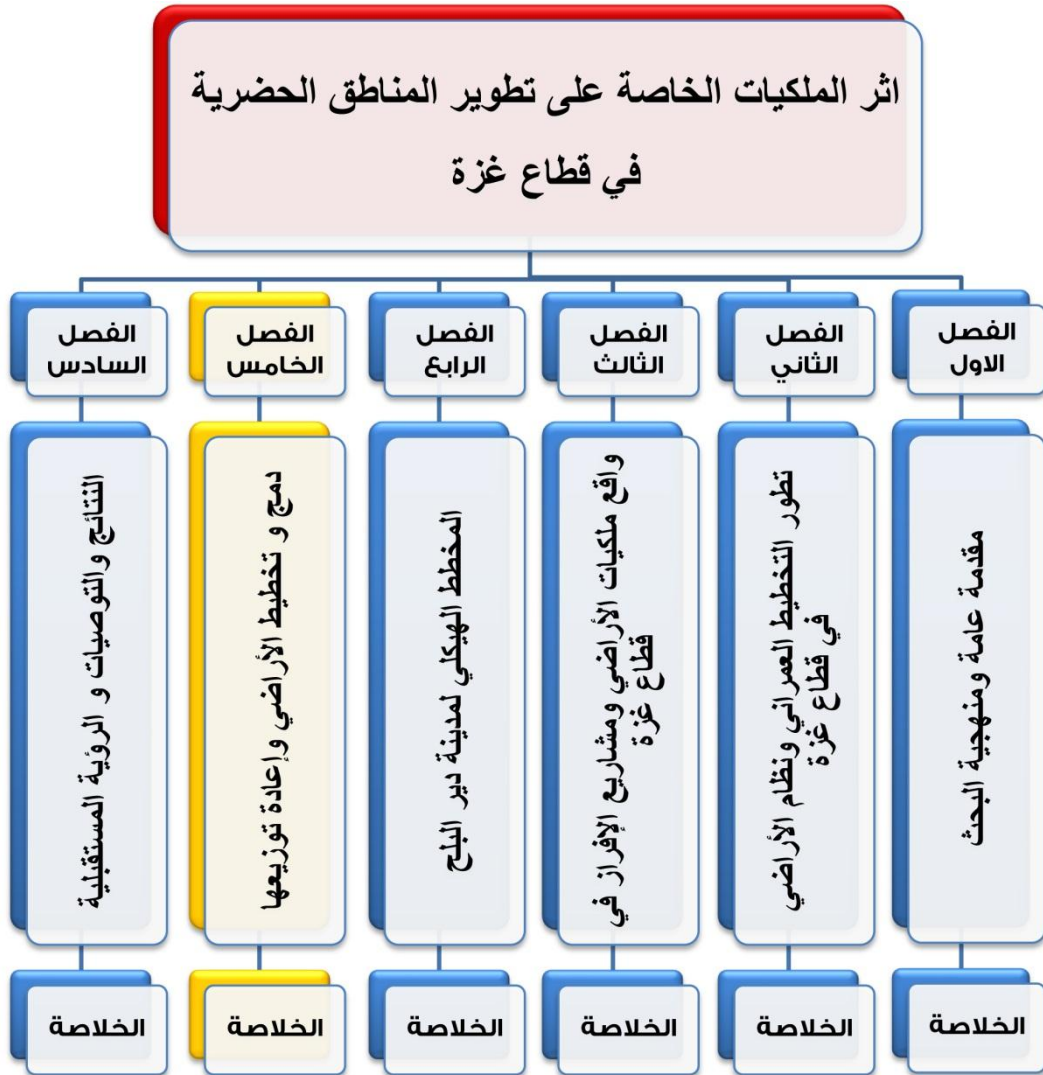 اثر الملكيات الخاصة على تطوير المناطق الحضرية
في قطاع غزة
الفصل
الاول
مقدمة عامة ومنهجية البحث
الخلاصة
الفصل
الثاني
تطور التخطيط العمراني ونظام الأراضي
في قطاع غزة
الخلاصة
الفصل
الثالث
واقع ملكيات الأراضي ومشاريع الإفراز في
قطاع غزة
الخلاصة
الفصل
الرابع
المخطط الهيكلي لمدينة دير البلح
الخلاصة
الفصل
الخامس
دمج و تخطيط الأراضي وإعادة توزيعها
الخلاصة
الفصل
السادس
النتائج والتوصيات و الرؤية المستقبلية
الخلاصة